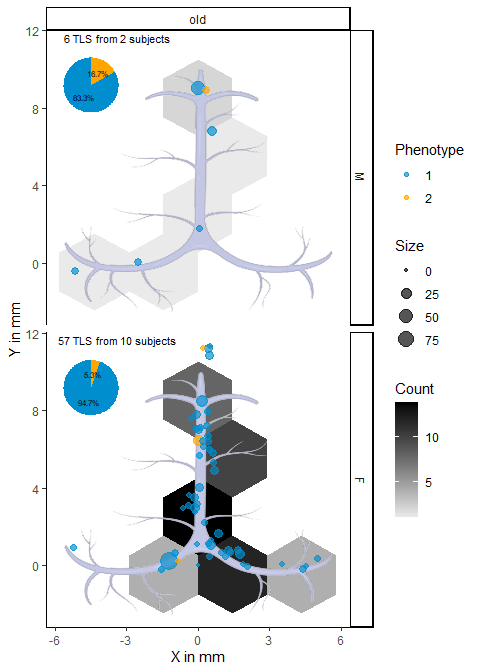 old
6 TLS from 2 subjects
16.7%
83.3%
M
57 TLS from 10 subjects
5.3%
94.7%
F
12
8
4
0
12
8
4
0
Y in mm
-6
-3
0
3
6
X in mm
Phenotype
1
2
Size
0
25
50
75
Count
10
5